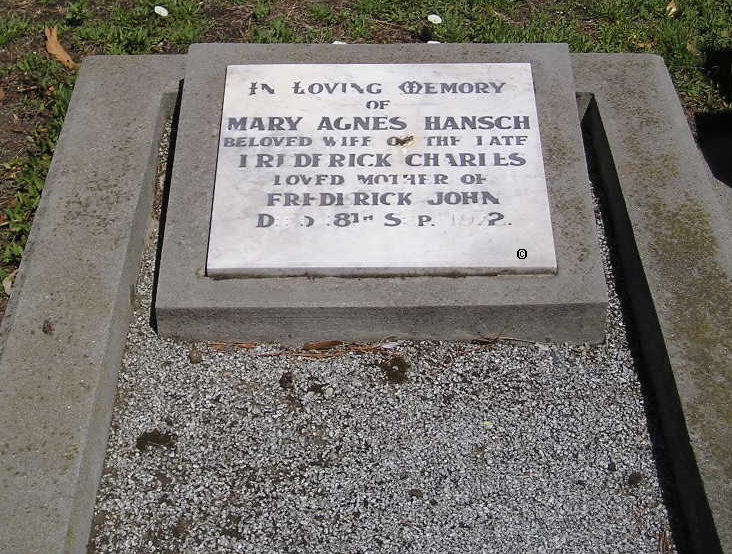 IN LOVING MEMORY
OF
MARY AGNES HANSCH
BELOVED WIFE OF THE LATE
FREDERICK CHARLES
LOVED MOTHER OF
FREDERICK JOHN
DIED SEP.
©